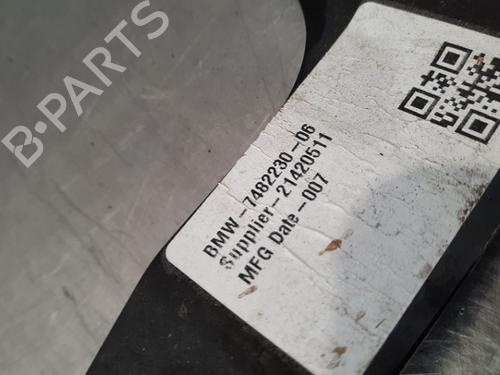 B-PARTS
BMW-7482230-06
Supplier-21420511
MFG Date-007